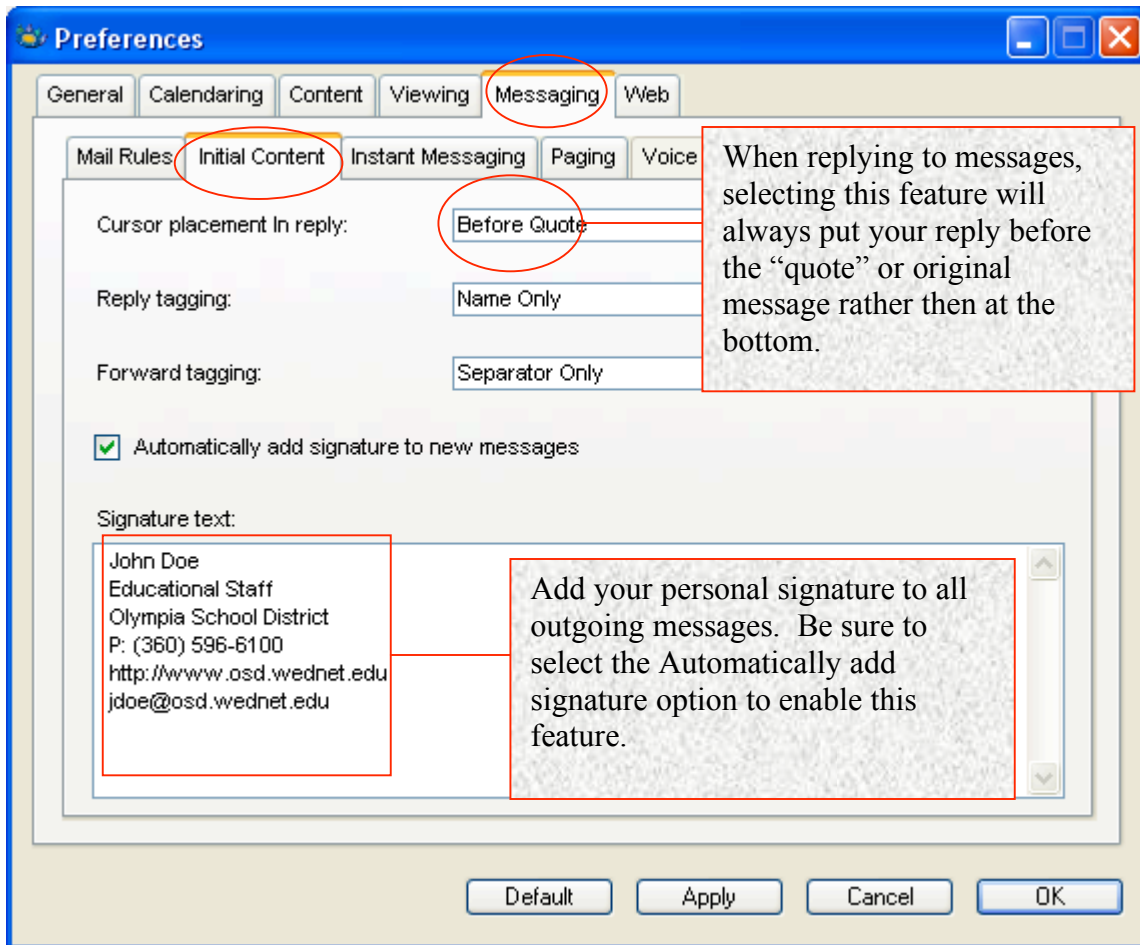 Preferences
General Calendaring Content Viewing Messaging Web
Mail Rules Initial Content Instant Messaging Paging Voice
Cursor placement In reply: Before Quote
Reply tagging: Name Only
Forward tagging: Separator Only
When replying to messages,
selecting this feature will
always put your reply before
the “quote” or original
message rather then at the
bottom.
Automatically add signature to new messages
Signature text:
John Doe
Educational Staff
Olympia School District
P: (360) 596-6100
http://www.osd.wednet.edu
jdoe@osd.wednet.edu
Add your personal signature to all
outgoing messages.  Be sure to
select the Automatically add
signature option to enable this
feature.
Default Apply Cancel OK